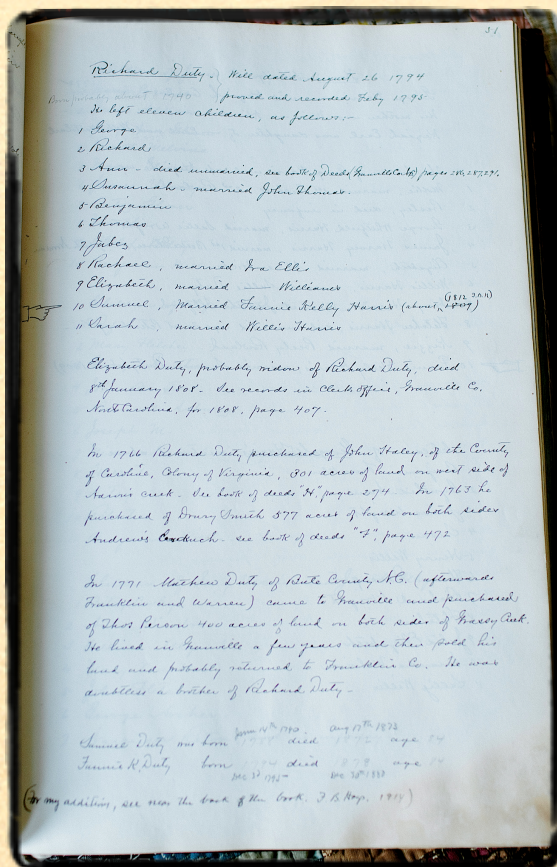 31
Richard Duty - Will dated August 26 1794
proved and recorded Feby 1795
He left eleven children, as follows:-
1 George
2 Richard
3 Ann - died unmarried, see book of Deeds (Granville Co. NC) pages 286, 287, 291.
4 Susannah - married John Thomas.
5 Benjamin
6 Thomas
7 Jabez
8 Rachael, married Ira Ellis
9 Elizabeth, married — Williams
10 Samuel, Married Fannie Kelly Harris (about 1809) (1812
11 Sarah, married Willis Harris
Elizabeth Duty, probably widow of Richard Duty, died
8th January 1808 - See records in Clerks office, Granville Co.
North Carolina, for 1808, page 407.
In 1766 Richard Duty purchased of John Haley, of the County
of Caroline, Colony of Virginia, 301 acres of land on west side of
Aarons creek. See book of deeds "H", page 274 In 1763 he
purchased of Drury Smith 577 acres of land on both sides
Andrews see book of deeds "F", page 472
In 1771 Mathew Duty of Bute County N.C. (afterwards
Franklin and Warren) came to Granville and purchased
of Thos Person 400 acres of land on both sides of Grassy Creek.
He lived in Granville a few years and then sold his
land and probably returned to Franklin Co. He was
doubtless a brother of Richard Duty -
Aug 17th 1873
Samuel Duty was born died age 84
Fannie K. Duty born died age
(For my addition, see near the back of the book. F. B. Hays. 1914)